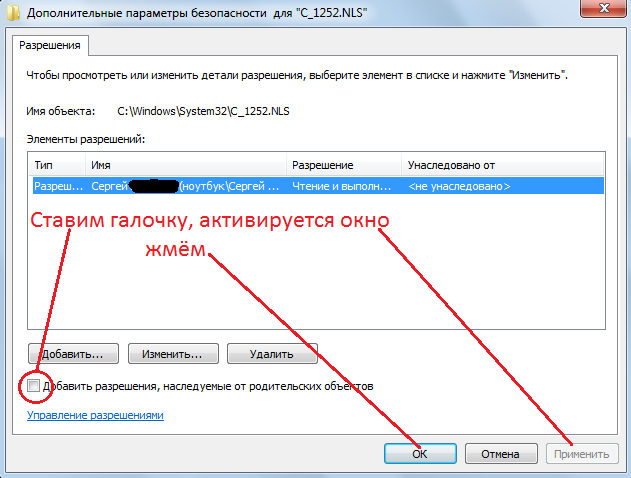 Дополнительные параметры безопасности для "C_1252.NLS"
Разрешения
Чтобы просмотреть или изменить детали разрешения, выберите элемент в списке и нажмите "Изменить".
Имя объекта: C:\Windows\System32\C_1252.NLS
Элементы разрешений:
Тип Имя Разрешение Унаследовано от
Разреш... Сергей (ноутбук\Сергей ... Чтение и выполн... <не унаследовано>
Ставим галочку, активируется окно
жмём
Добавить... Изменить... Удалить
Добавить разрешения, наследуемые от родительских объектов
Управление разрешениями
ОК Отмена Применить